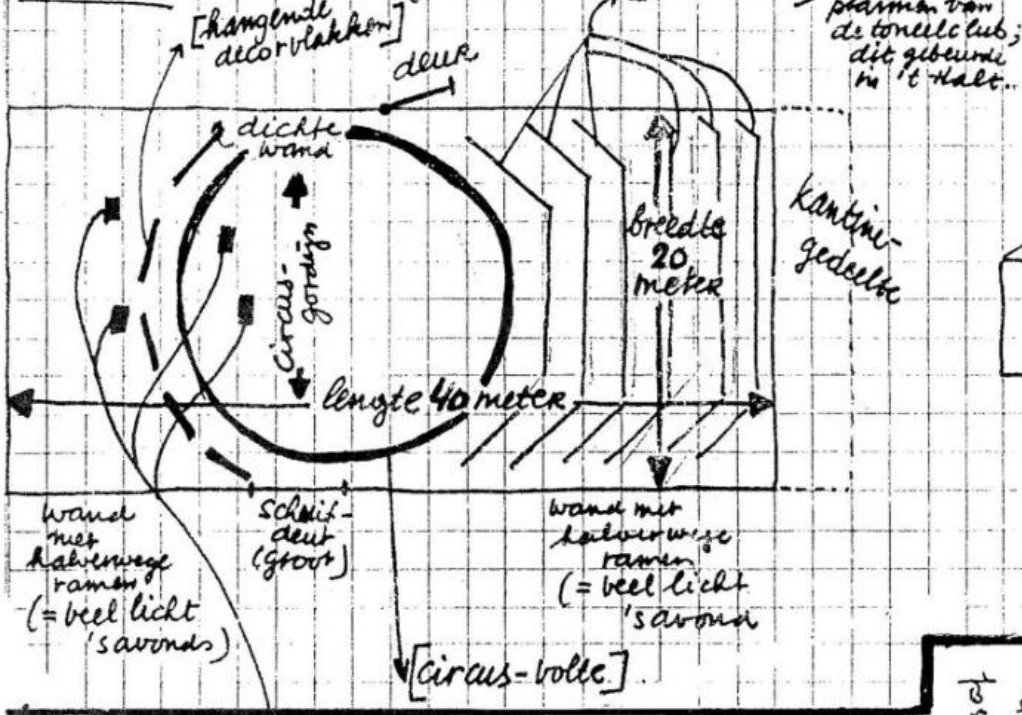 [hangende
decorvlakken]
de toneelclub;
dit gebeurde
in 't Halt..
deur
dichte
wand
circus-
gordijn
breedte
20
meter
kantine-
gedeelte
lengte 40 meter
wand
met
halverwege
ramen
(= veel licht
's avonds)
Schuif-
deur
(groot)
wand met
halverwege
ramen
(= veel licht
's avond
[circus-volte]